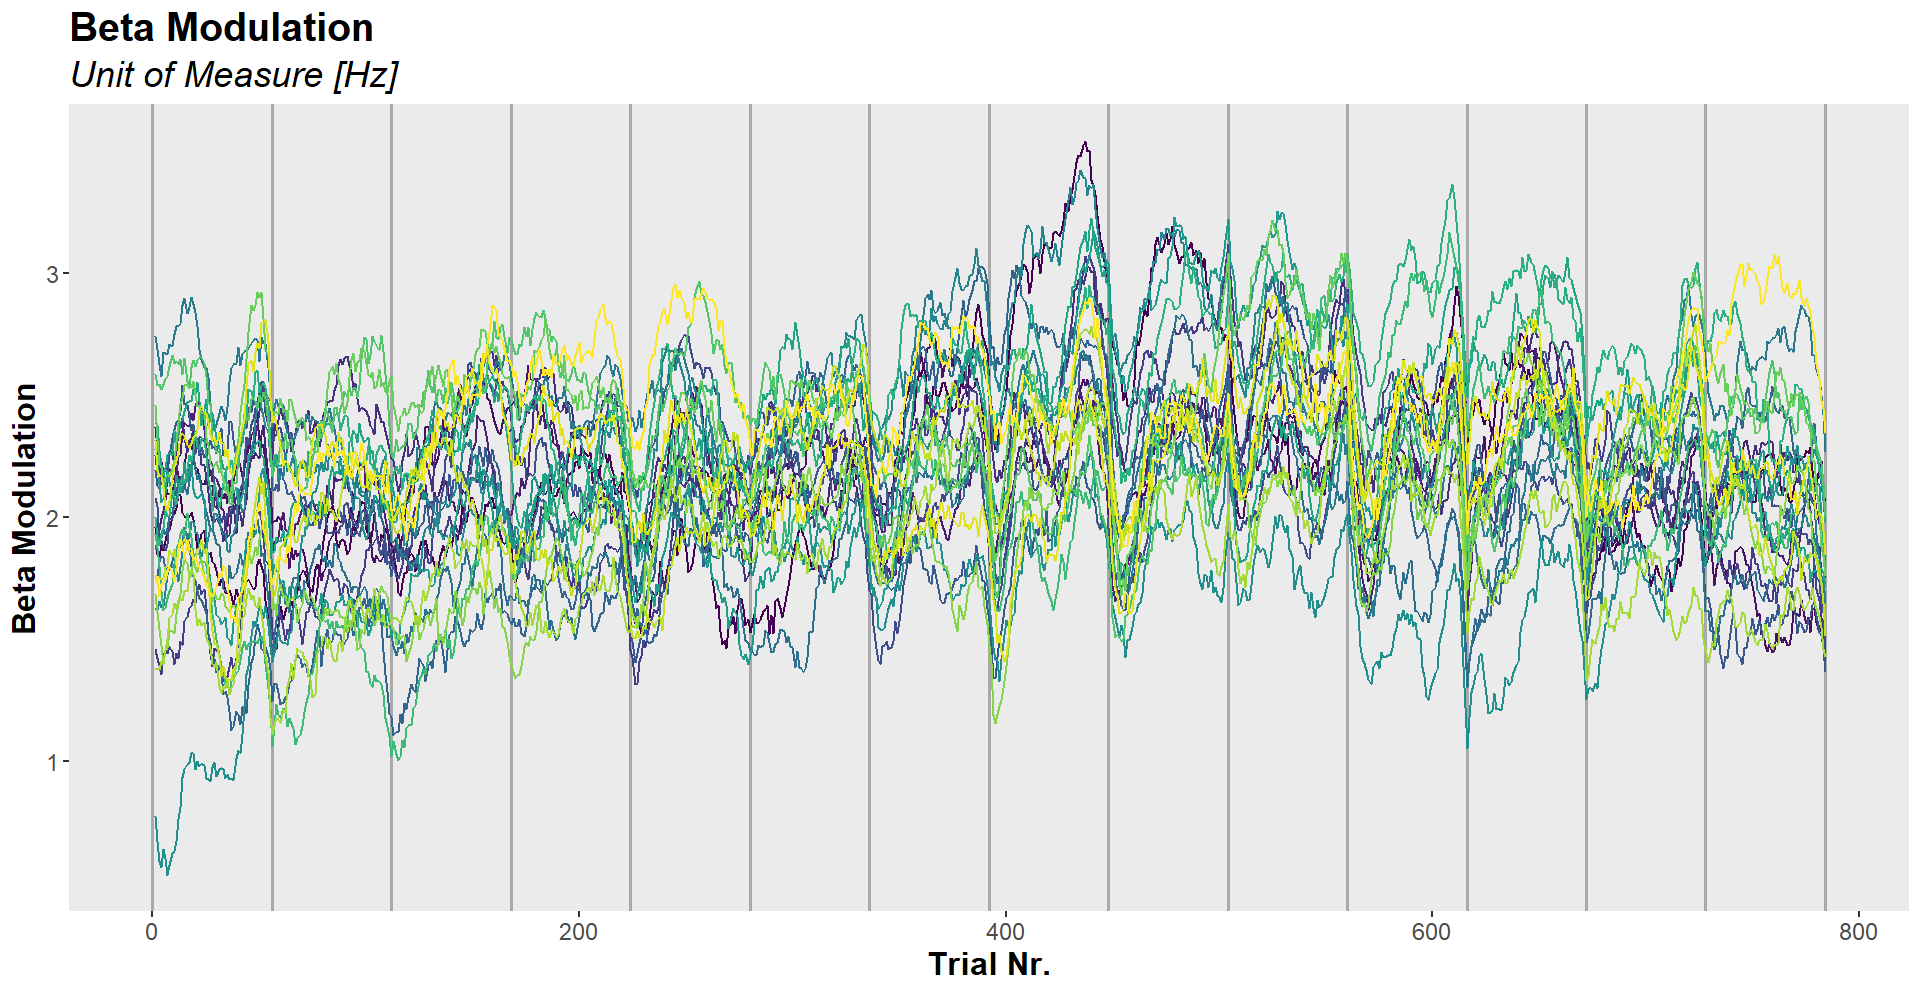 Beta Modulation
Unit of Measure [Hz]
Beta Modulation
3
2
1
0
200
400
600
800
Trial Nr.